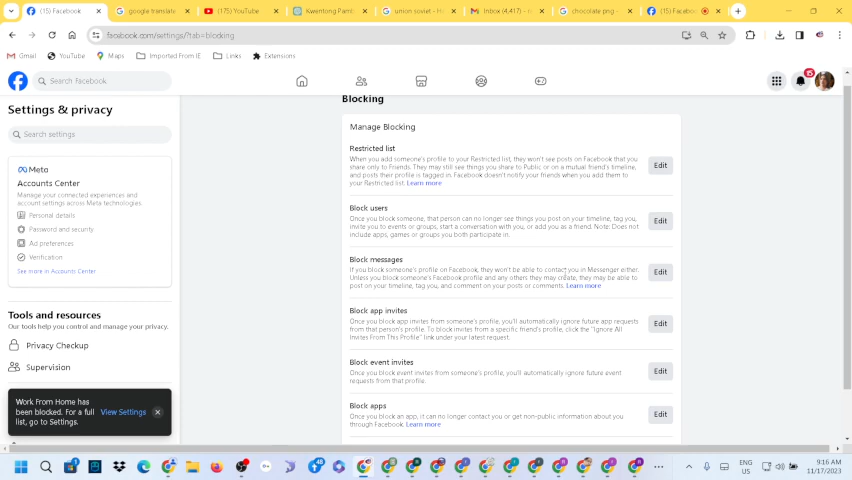 Facebook
google translate
(175) YouTube
Kwentong Pamb
union soviet - Ho
Inbox (4,417) - m
chocolate png -
(15) Facebook
facebook.com/settings/?tab=blocking
Gmail
YouTube
Maps
Imported From IE
Links
Extensions
Search Facebook
15
Settings & privacy
Search settings
Meta
Accounts Center
Manage your connected experiences and
account settings across Meta technologies.
Personal details
Password and security
Ad preferences
Verification
See more in Accounts Center
Tools and resources
Our tools help you control and manage your privacy.
Privacy Checkup
Supervision
Work From Home has
been blocked. For a full
list, go to Settings.
View Settings
Blocking
Manage Blocking
Restricted list
When you add someone's profile to your Restricted list, they won't see posts on Facebook that you
share only to Friends. They may still see things you share to Public or on a mutual friend's timeline,
and posts their profile is tagged in. Facebook doesn't notify your friends when you add them to
your Restricted list. Learn more
Edit
Block users
Once you block someone, that person can no longer see things you post on your timeline, tag you,
invite you to events or groups, start a conversation with you, or add you as a friend. Note: Does not
include apps, games or groups you both participate in.
Edit
Block messages
If you block someone's profile on Facebook, they won't be able to contact you in Messenger either.
Unless you block someone's Facebook profile and any others they may create, they may be able to
post on your timeline, tag you, and comment on your posts or comments. Learn more
Edit
Block app invites
Once you block app invites from someone's profile, you'll automatically ignore future app requests
from that person's profile. To block invites from a specific friend's profile, click the "Ignore All
Invites From This Profile" link under your latest request.
Edit
Block event invites
Once you block event invites from someone's profile, you'll automatically ignore future event
requests from that profile.
Edit
Block apps
Once you block an app, it can no longer contact you or get non-public information about you
through Facebook. Learn more
Edit
ENG
US
9:16 AM
11/17/2023